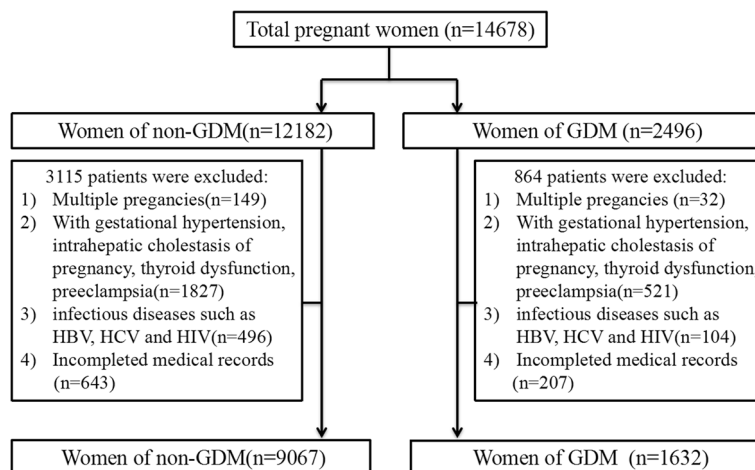 Total pregnant women (n=14678)
Women of non-GDM(n=12182)
Women of GDM (n=2496)
3115 patients were excluded:
1) Multiple pregancies(n=149)
2) With gestational hypertension,
intrahepatic cholestasis of
pregnancy, thyroid dysfunction,
preeclampsia(n=1827)
3) infectious diseases such as
HBV, HCV and HIV(n=496)
4) Incompleted medical records
(n=643)
864 patients were excluded:
1) Multiple pregancies (n=32)
2) With gestational hypertension,
intrahepatic cholestasis of
pregnancy, thyroid dysfunction,
preeclampsia(n=521)
3) infectious diseases such as
HBV, HCV and HIV(n=104)
4) Incompleted medical records
(n=207)
Women of non-GDM(n=9067)
Women of GDM (n=1632)